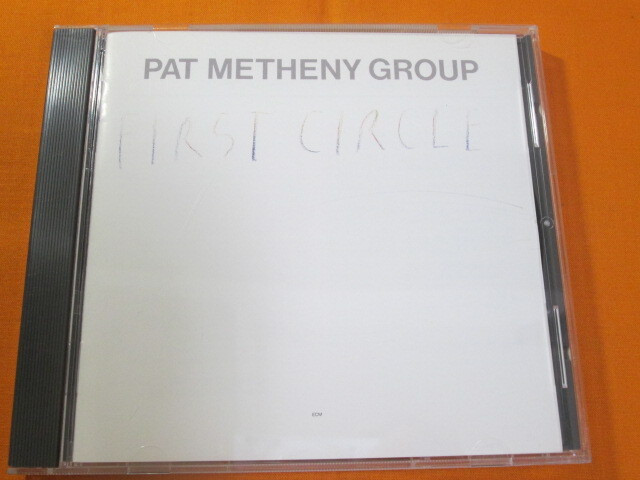 PAT METHENY GROUP
FIRST CIRCLE
ECM